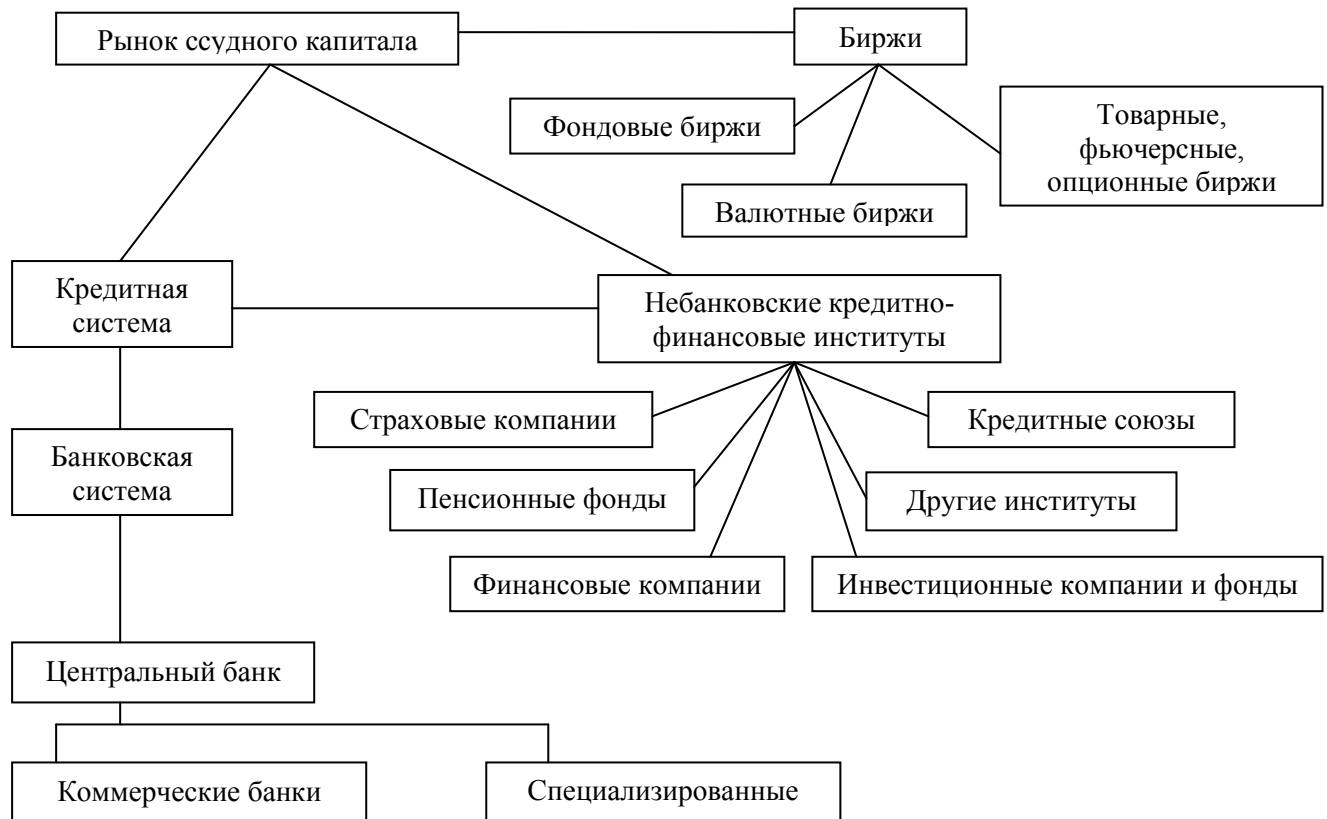 Рынок ссудного капитала
Биржи
Фондовые биржи
Товарные,
фьючерсные,
опционные биржи
Валютные биржи
Кредитная
система
Небанковские кредитно-
финансовые институты
Страховые компании
Кредитные союзы
Банковская
система
Пенсионные фонды
Другие институты
Финансовые компании
Инвестиционные компании и фонды
Центральный банк
Коммерческие банки
Специализированные